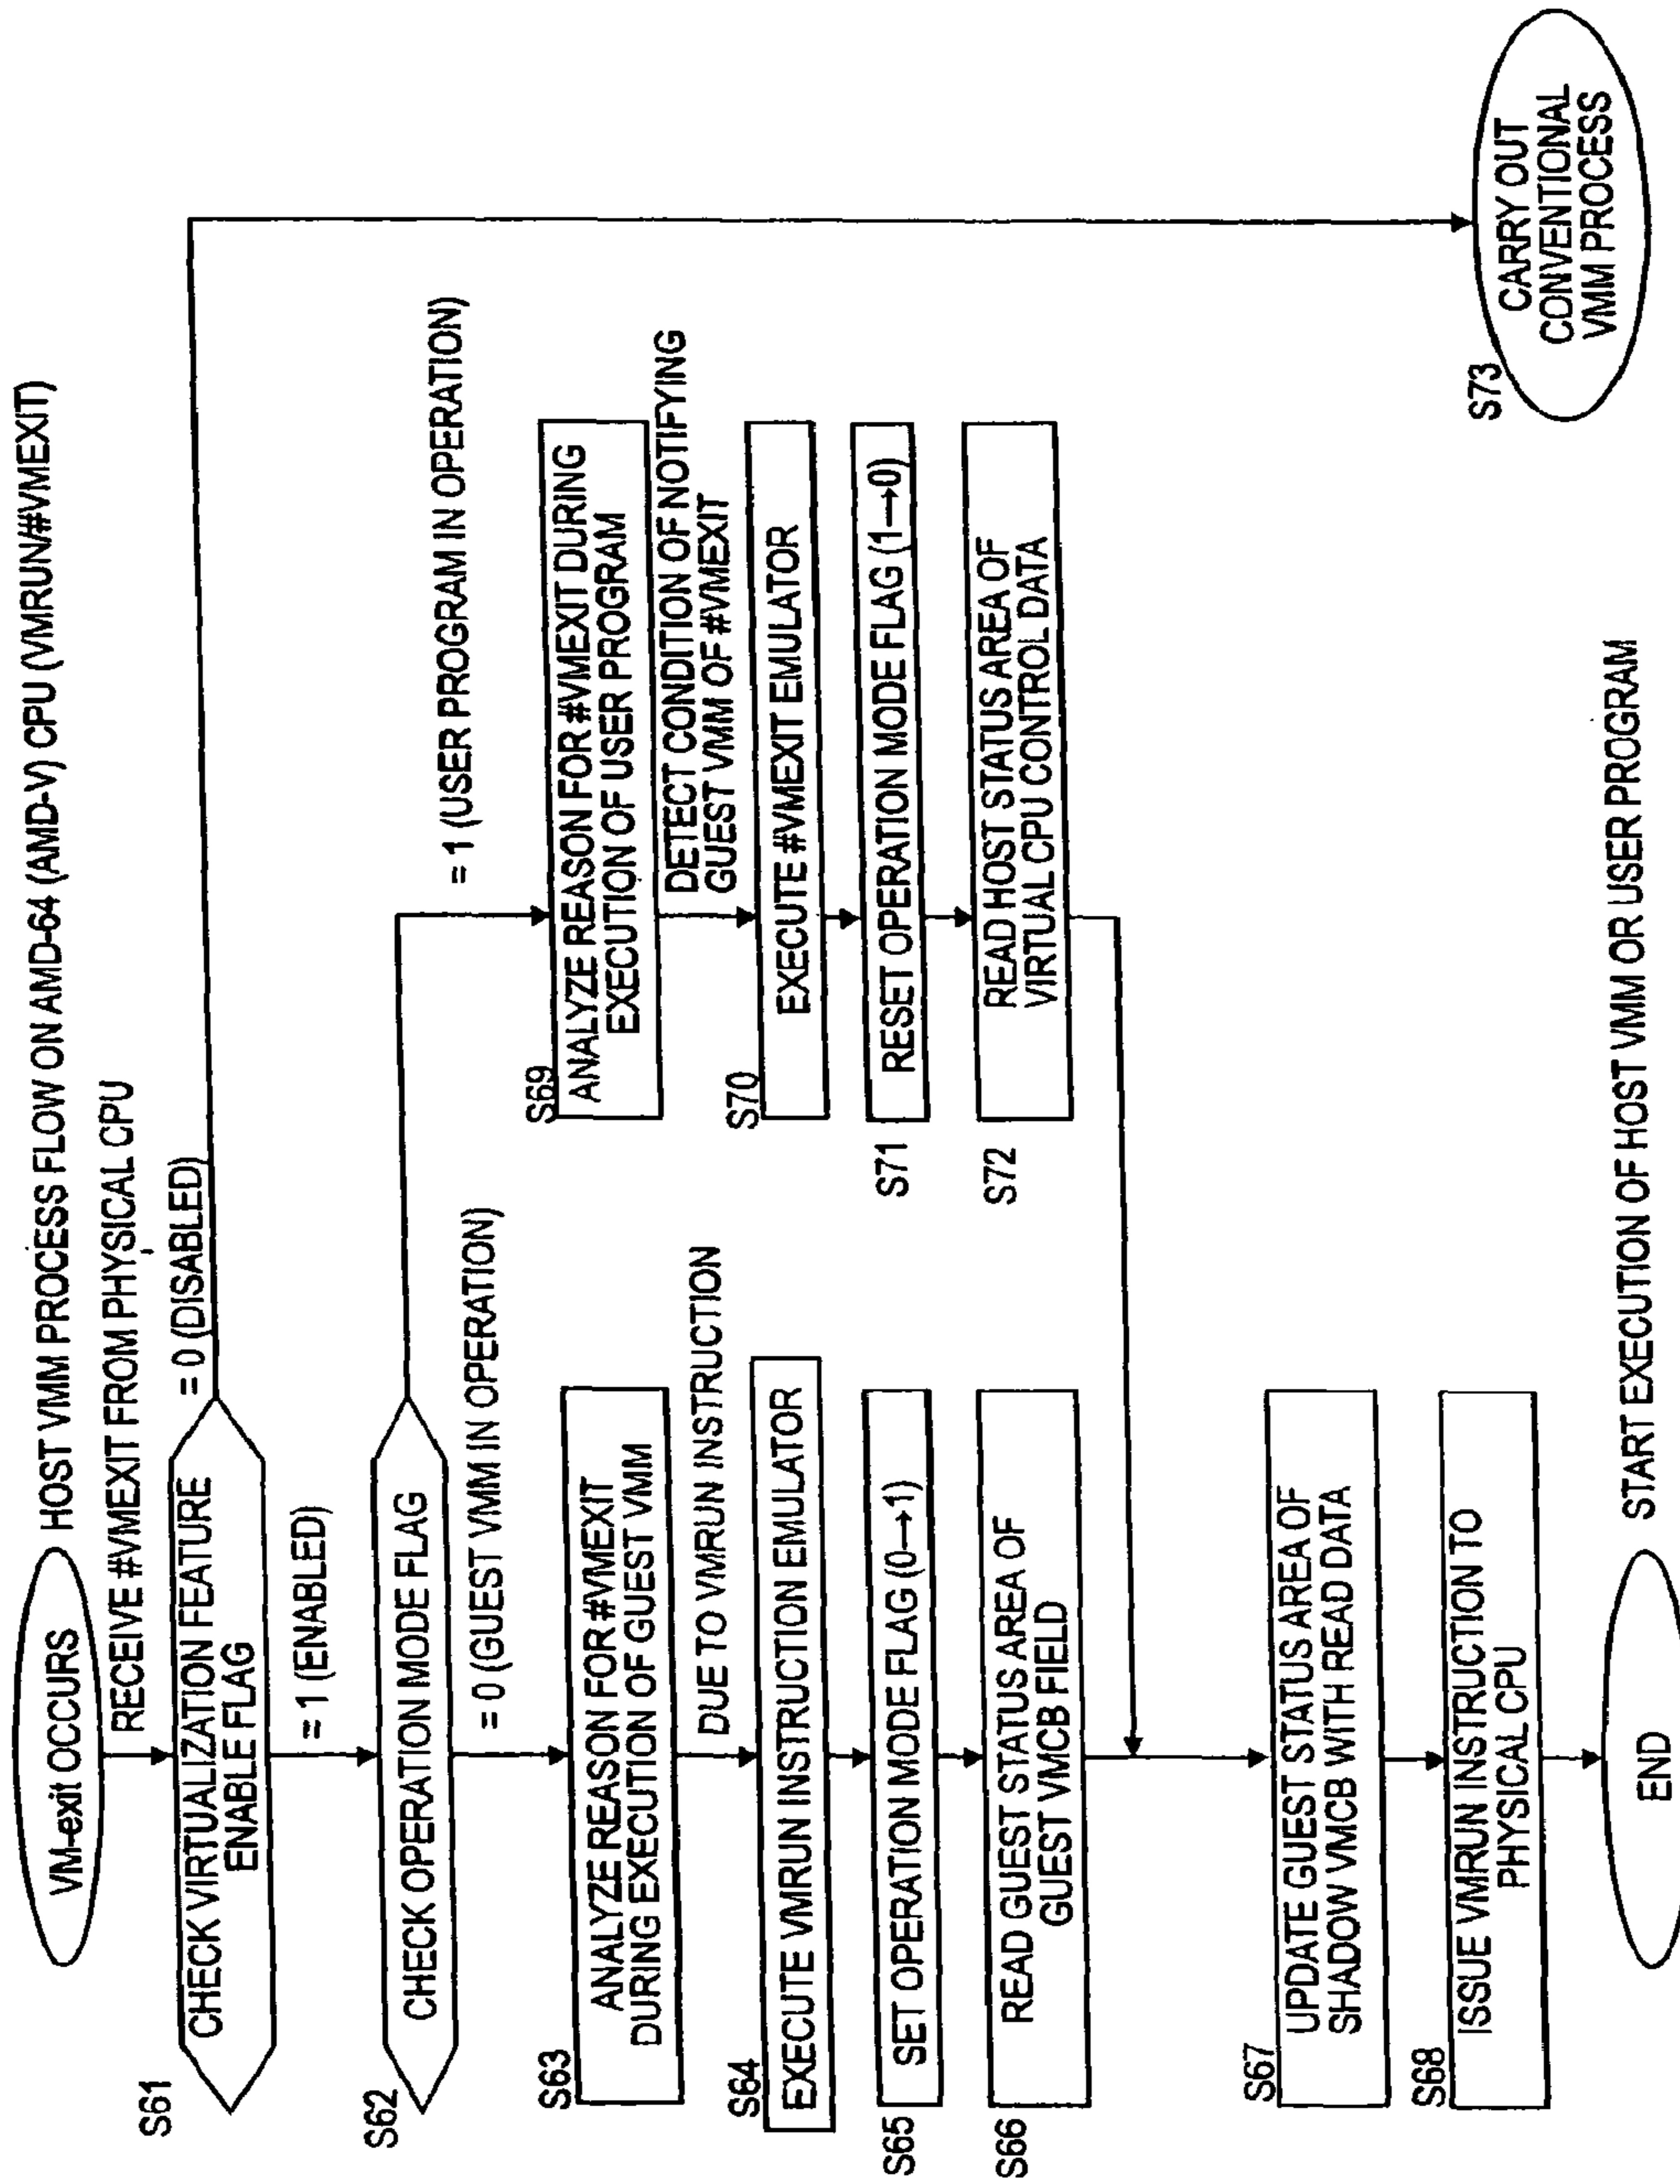 VM-exit OCCURS
HOST VMM PROCESS FLOW ON AMD-64 (AMD-V) CPU (VMRUN/#VMEXIT)
RECEIVE #VMEXIT FROM PHYSICAL CPU
S61
CHECK VIRTUALIZATION FEATURE
ENABLE FLAG
= 0 (DISABLED)
= 1 (ENABLED)
S62
CHECK OPERATION MODE FLAG
= 1 (USER PROGRAM IN OPERATION)
= 0 (GUEST VMM IN OPERATION)
S63
ANALYZE REASON FOR #VMEXIT
DURING EXECUTION OF GUEST VMM
DUE TO VMRUN INSTRUCTION
S64
EXECUTE VMRUN INSTRUCTION EMULATOR
S65
SET OPERATION MODE FLAG (0→1)
S66
READ GUEST STATUS AREA OF
GUEST VMCB FIELD
S69
ANALYZE REASON FOR #VMEXIT DURING
EXECUTION OF USER PROGRAM
DETECT CONDITION OF NOTIFYING
GUEST VMM OF #VMEXIT
S70
EXECUTE #VMEXIT EMULATOR
S71
RESET OPERATION MODE FLAG (1→0)
S72
READ HOST STATUS AREA OF
VIRTUAL CPU CONTROL DATA
S67
UPDATE GUEST STATUS AREA OF
SHADOW VMCB WITH READ DATA
S68
ISSUE VMRUN INSTRUCTION TO
PHYSICAL CPU
S73
CARRY OUT
CONVENTIONAL
VMM PROCESS
END
START EXECUTION OF HOST VMM OR USER PROGRAM